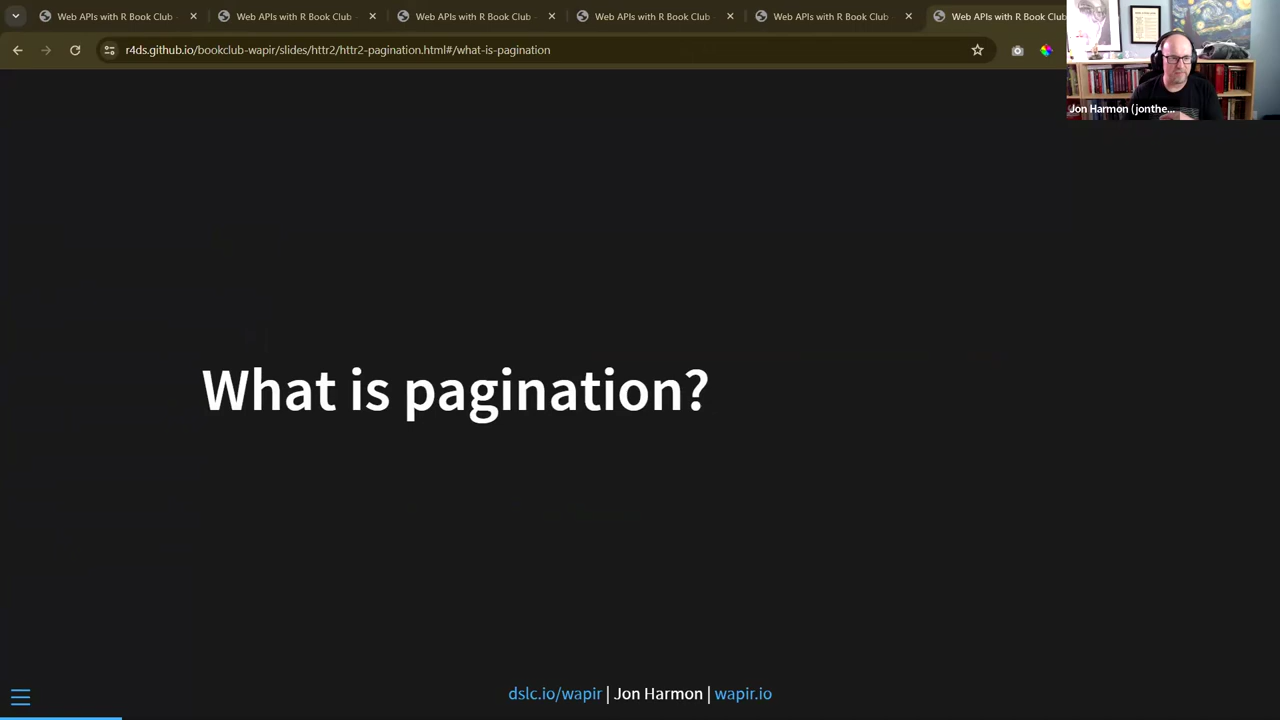 Web APIs with R Book Club
Web APIs with R Book Club
Web APIs with R Book Club
Web APIs with R Book Club
Web APIs with R Book Club
Web APIs with R Book Club
r4ds.github.io/bookclub-wapir/slides/httr2/httr2-pagination.html#/what-is-pagination
Jon Harmon (jonthe...
What is pagination?
dslc.io/wapir | Jon Harmon | wapir.io